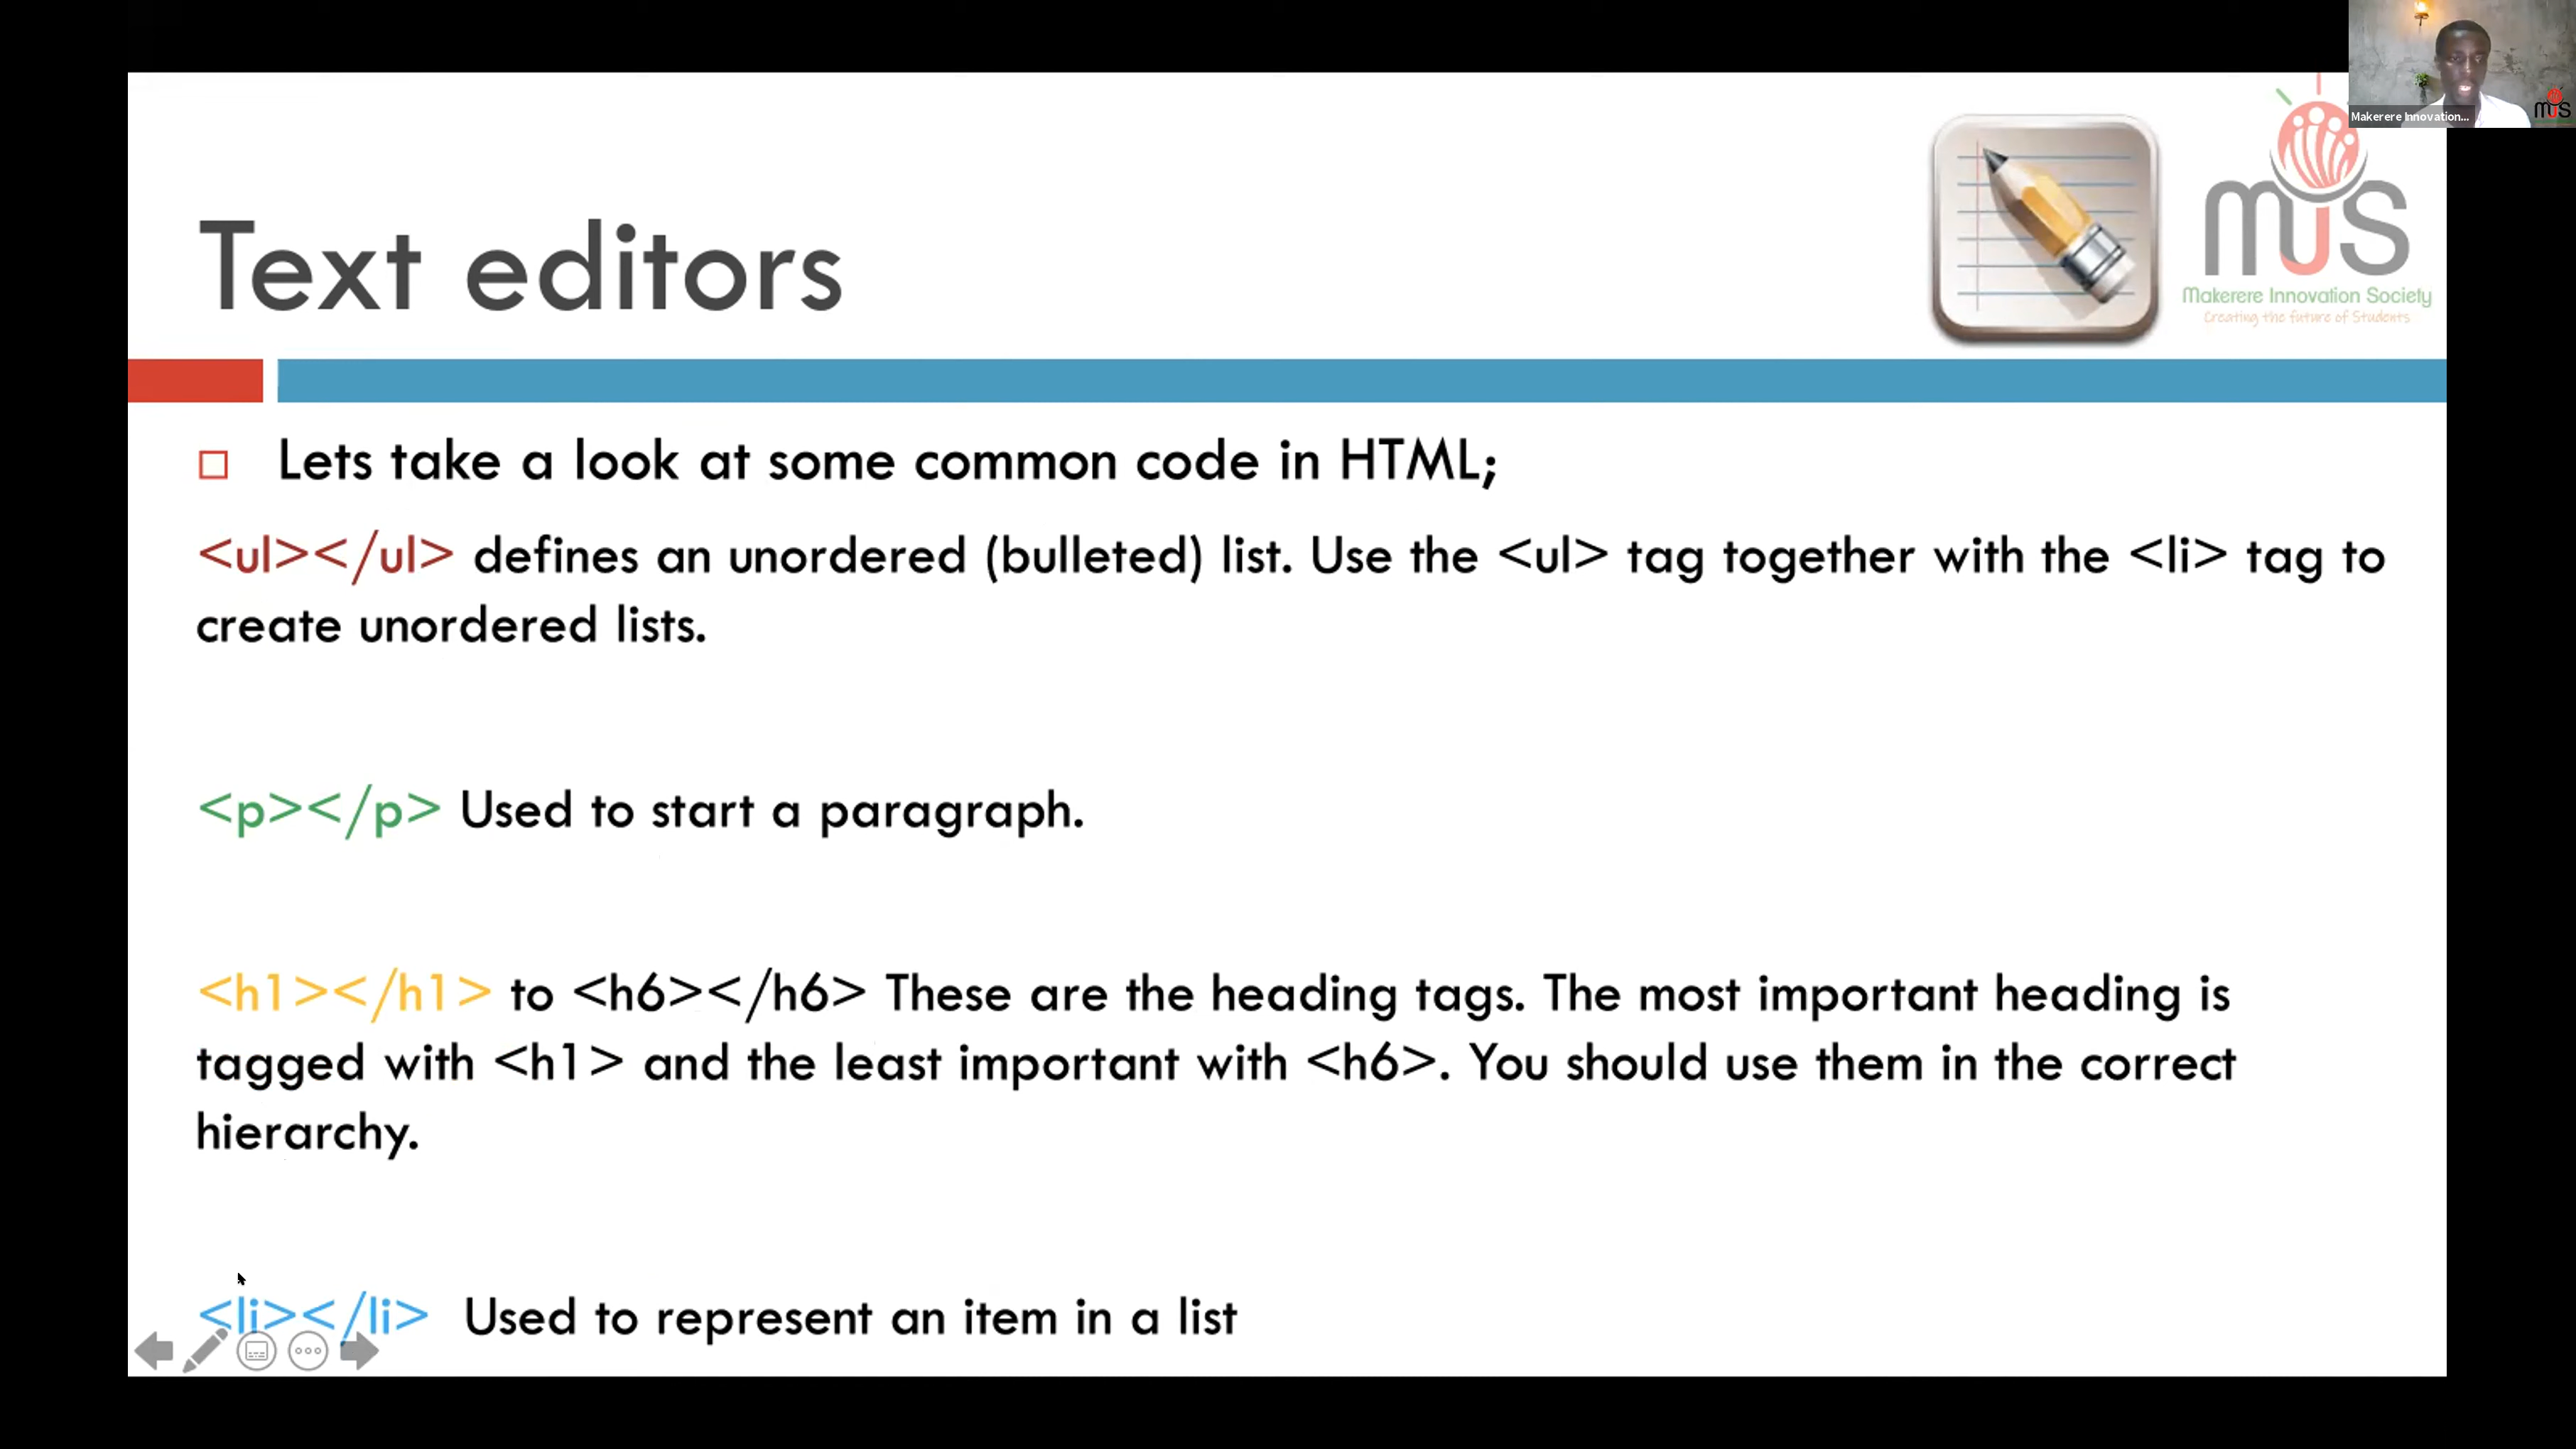 Makerere Innovation...
mis
mis
Makerere Innovation Society
Creating the future of Students
Text editors
Lets take a look at some common code in HTML;
<ul></ul> defines an unordered (bulleted) list. Use the <ul> tag together with the <li> tag to
create unordered lists.
<p></p> Used to start a paragraph.
<h1></h1> to <h6></h6> These are the heading tags. The most important heading is
tagged with <h1> and the least important with <h6>. You should use them in the correct
hierarchy.
<li></li> Used to represent an item in a list